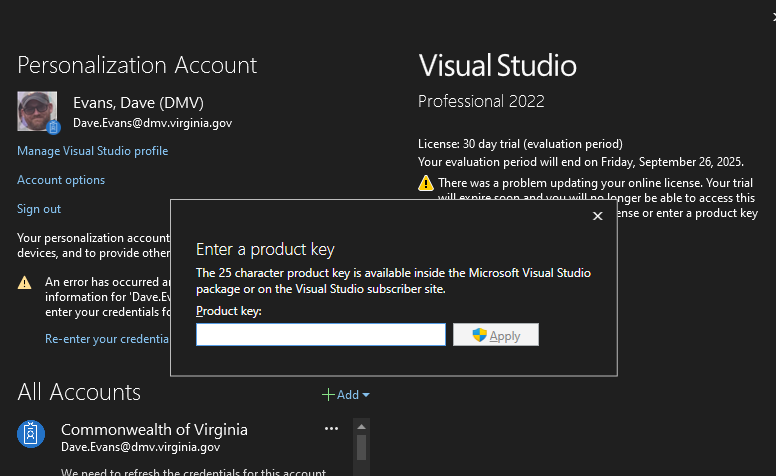 Personalization Account
Evans, Dave (DMV)
Dave.Evans@dmv.virginia.gov
Manage Visual Studio profile
Account options
Sign out
Your personalization account
devices, and to provide other
An error has occurred
information for 'Dave.Ev
enter your credentials fo
Re-enter your credentia
All Accounts
Add
Commonwealth of Virginia
Dave.Evans@dmv.virginia.gov
We need to refresh the credentials for this account
Visual Studio
Professional 2022
License: 30 day trial (evaluation period)
Your evaluation period will end on Friday, September 26, 2025.
There was a problem updating your online license. Your trial
will expire soon and you will no longer be able to access this
ense or enter a product key
Enter a product key
The 25 character product key is available inside the Microsoft Visual Studio
package or on the Visual Studio subscriber site.
Product key:
Apply